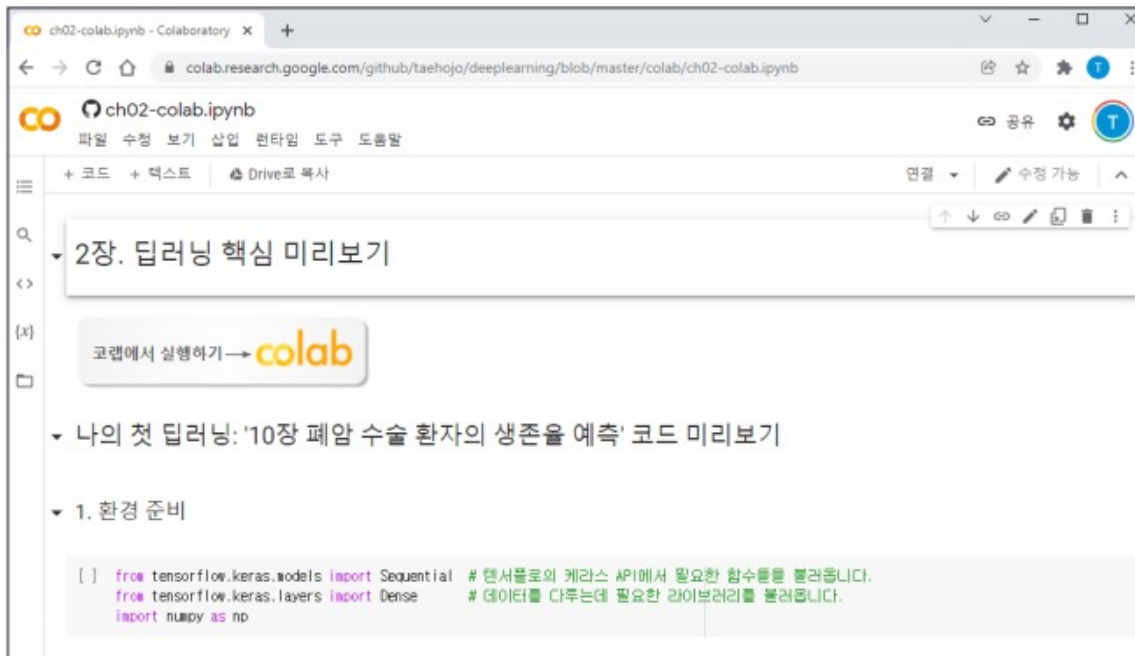 ch02-colab.ipynb - Colaboratory
colab.research.google.com/github/taehojo/deeplearning/blob/master/colab/ch02-colab.ipynb
T
CO
ch02-colab.ipynb
공유
T
파일 수정 보기 삽입 런타임 도구 도움말
+ 코드 + 텍스트 Drive로 복사
연결
수정 가능
2장. 딥러닝 핵심 미리보기
<>
{x}
코랩에서 실행하기→colab
나의 첫 딥러닝: '10장 폐암 수술 환자의 생존율 예측' 코드 미리보기
1. 환경 준비
[ ] from tensorflow.keras.models import Sequential # 텐서플로의 케라스 API에서 필요한 함수들을 불러옵니다.
from tensorflow.keras.layers import Dense # 데이터를 다루는데 필요한 라이브러리를 불러옵니다.
import numpy as np